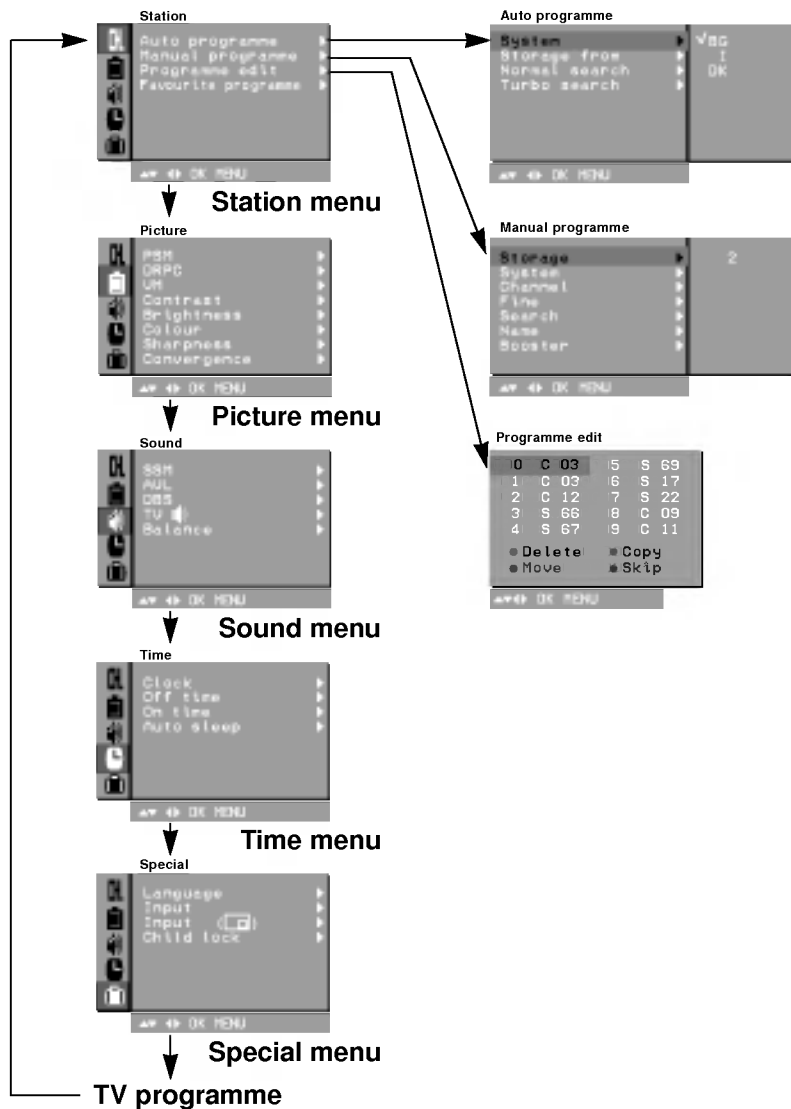 Station
Auto programme
Manual programme
Programme edit
Favourite programme
OK MENU
Station menu
Picture
PSM
ORPC
VM
Contrast
Brightness
Colour
Sharpness
Convergence
OK MENU
Picture menu
Sound
SSM
AVL
DBS
TV
Balance
OK MENU
Sound menu
Time
Clock
Off time
On time
Auto sleep
OK MENU
Time menu
Special
Language
Input
Input
Child lock
OK MENU
Special menu
TV programme
Auto programme
System
Storage from
Normal search
Turbo search
BG
I
DK
OK MENU
Manual programme
Storage 2
System
Channel
Fine
Search
Name
Booster
OK MENU
Programme edit
0 C 03 5 S 69
1 C 03 6 S 17
2 C 12 7 S 22
3 S 66 8 C 09
4 S 67 9 C 11
Delete Copy
Move Skip
OK MENU